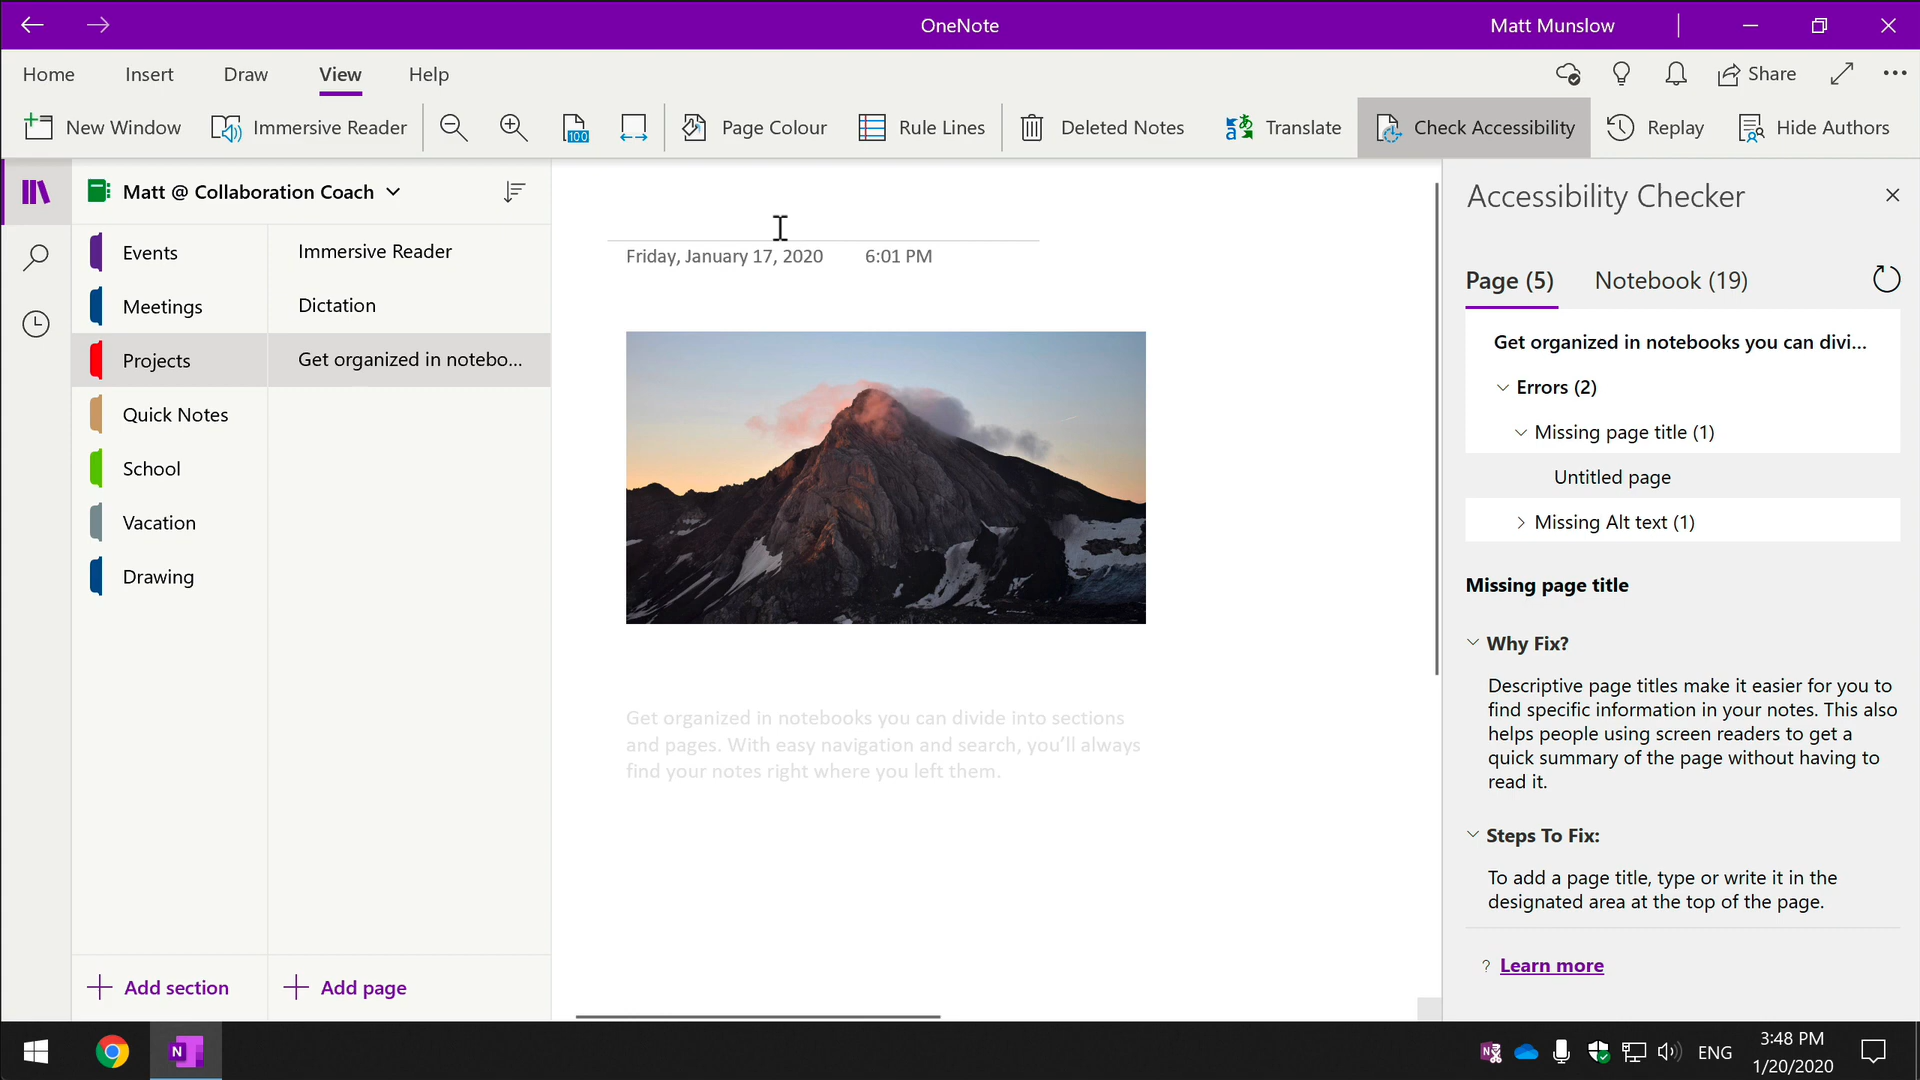 OneNote
Matt Munslow
Home
Insert
Draw
View
Help
Share
New Window
Immersive Reader
100
Page Colour
Rule Lines
Deleted Notes
Translate
Check Accessibility
Replay
Hide Authors
Matt @ Collaboration Coach
Events
Meetings
Projects
Quick Notes
School
Vacation
Drawing
Add section
Immersive Reader
Dictation
Get organized in notebo...
Add page
Friday, January 17, 2020 6:01 PM
Get organized in notebooks you can divide into sections
and pages. With easy navigation and search, you'll always
find your notes right where you left them.
Accessibility Checker
Page (5)
Notebook (19)
Get organized in notebooks you can divi...
Errors (2)
Missing page title (1)
Untitled page
Missing Alt text (1)
Missing page title
Why Fix?
Descriptive page titles make it easier for you to
find specific information in your notes. This also
helps people using screen readers to get a
quick summary of the page without having to
read it.
Steps To Fix:
To add a page title, type or write it in the
designated area at the top of the page.
? Learn more
N
N
ENG
3:48 PM
1/20/2020